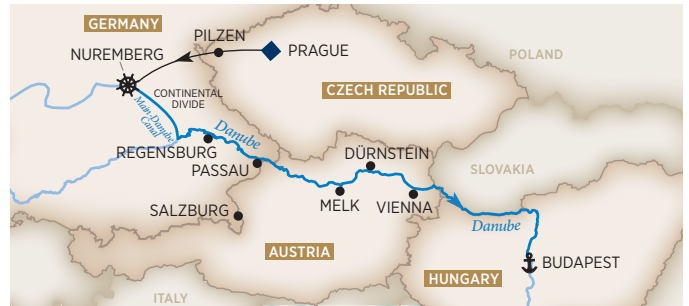 GERMANY
PILZEN
NUREMBERG
PRAGUE
POLAND
CONTINENTAL
DIVIDE
CZECH REPUBLIC
Main-Danube
Canal
Danube
REGENSBURG
DÜRNSTEIN
PASSAU
SLOVAKIA
SALZBURG
MELK
VIENNA
Danube
AUSTRIA
BUDAPEST
HUNGARY
ITALY